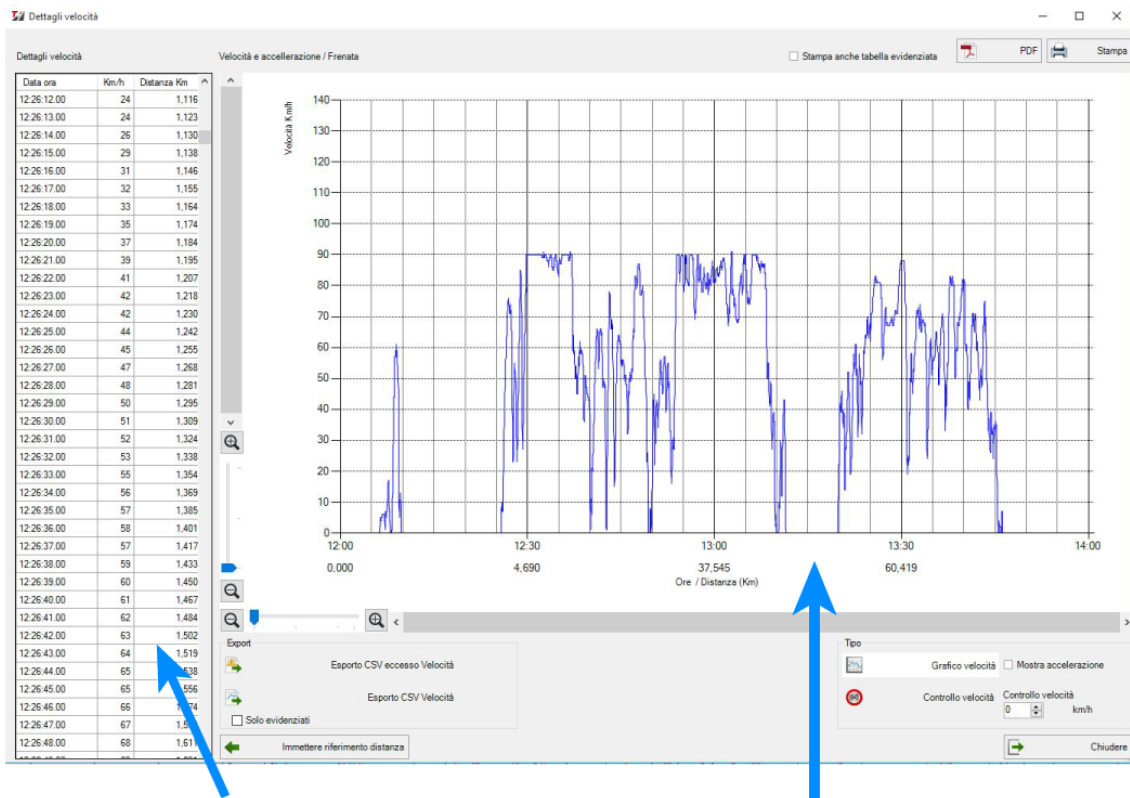 Dettagli velocità
Dettagli velocità
Velocità e accellerazione / Frenata
Stampa anche tabella evidenziata
PDF
Stampa
Data ora Km/h Distanza Km
12:26:12.00 24 1,116
12:26:13.00 24 1,123
12:26:14.00 26 1,130
12:26:15.00 29 1,138
12:26:16.00 31 1,146
12:26:17.00 32 1,155
12:26:18.00 33 1,164
12:26:19.00 35 1,174
12:26:20.00 37 1,184
12:26:21.00 39 1,195
12:26:22.00 41 1,207
12:26:23.00 42 1,218
12:26:24.00 42 1,230
12:26:25.00 44 1,242
12:26:26.00 45 1,255
12:26:27.00 47 1,268
12:26:28.00 48 1,281
12:26:29.00 50 1,295
12:26:30.00 51 1,309
12:26:31.00 52 1,324
12:26:32.00 53 1,338
12:26:33.00 55 1,354
12:26:34.00 56 1,369
12:26:35.00 57 1,385
12:26:36.00 58 1,401
12:26:37.00 57 1,417
12:26:38.00 59 1,433
12:26:39.00 60 1,450
12:26:40.00 61 1,467
12:26:41.00 62 1,484
12:26:42.00 63 1,502
12:26:43.00 64 1,519
12:26:44.00 65
12:26:45.00 65
12:26:46.00 66
12:26:47.00 67
12:26:48.00 68
Velocità Km/h
140
130
120
110
100
90
80
70
60
50
40
30
20
10
0
12:00 12:30 13:00 13:30 14:00
0,000 4,690 37,545 60,419
Ore / Distanza (Km)
Export
Esporto CSV eccesso Velocità
Esporto CSV Velocità
Solo evidenziati
Immettere riferimento distanza
Tipo
Grafico velocità
Mostra accelerazione
Controllo velocità
Controllo velocità
0 km/h
Chiudere